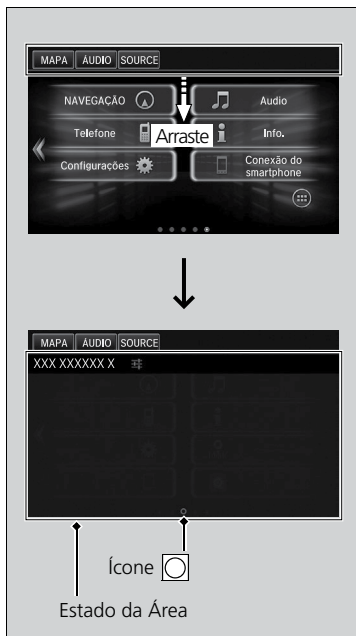 MAPA ÁUDIO SOURCE
NAVEGAÇÃO Audio
Telefone Arraste Info.
Configurações Conexão do
smartphone
MAPA ÁUDIO SOURCE
XXX XXXXXX X
Ícone
Estado da Área